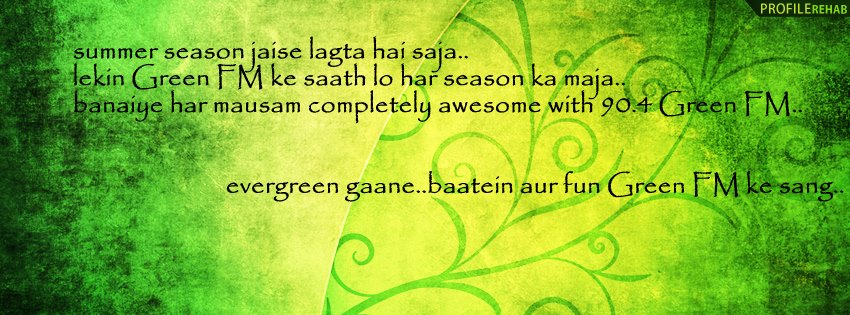 PROFILEREHAB
summer season jaise lagta hai saja..
lekin Green FM ke saath lo har season ka maja..
banaiye har mausam completely awesome with 90.4 Green FM..
evergreen gaane..baatein aur fun Green FM ke sang..